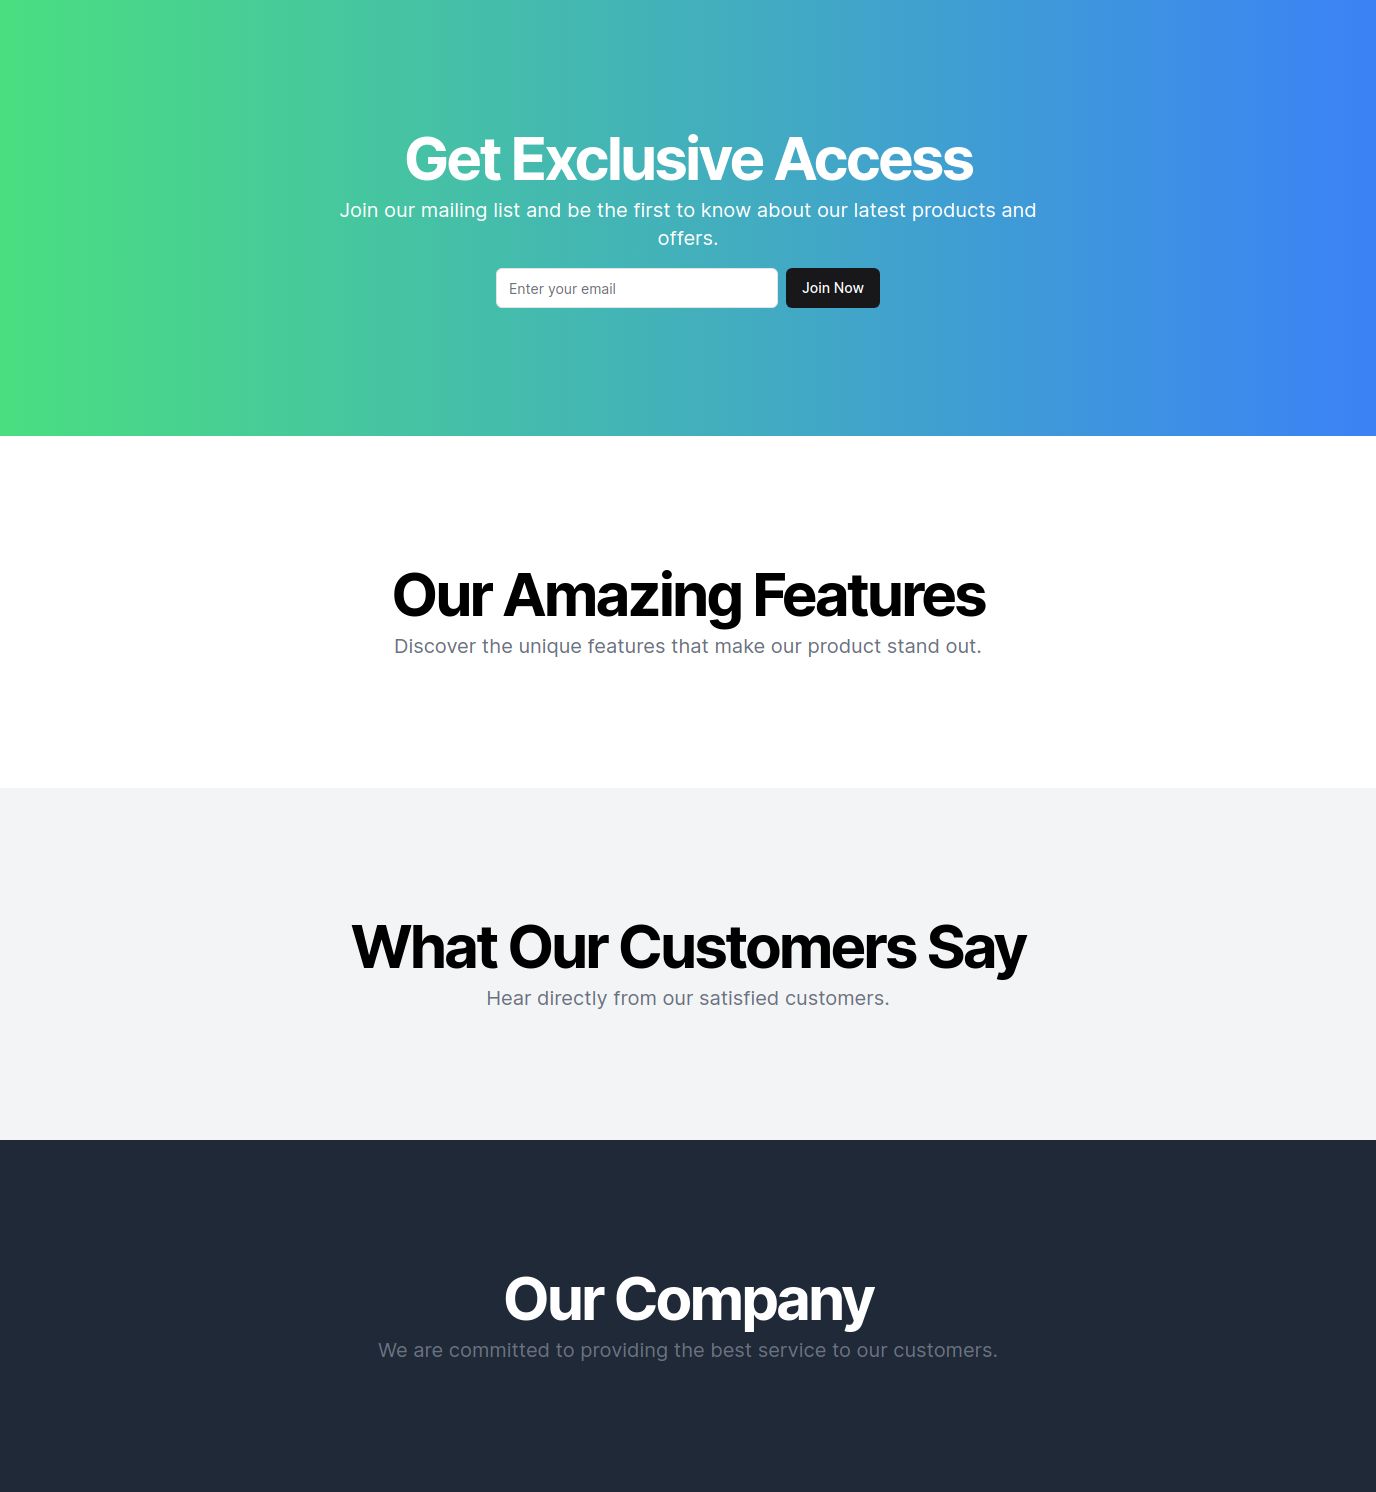 Get Exclusive Access
Join our mailing list and be the first to know about our latest products and
offers.
Enter your email
Join Now
Our Amazing Features
Discover the unique features that make our product stand out.
What Our Customers Say
Hear directly from our satisfied customers.
Our Company
We are committed to providing the best service to our customers.